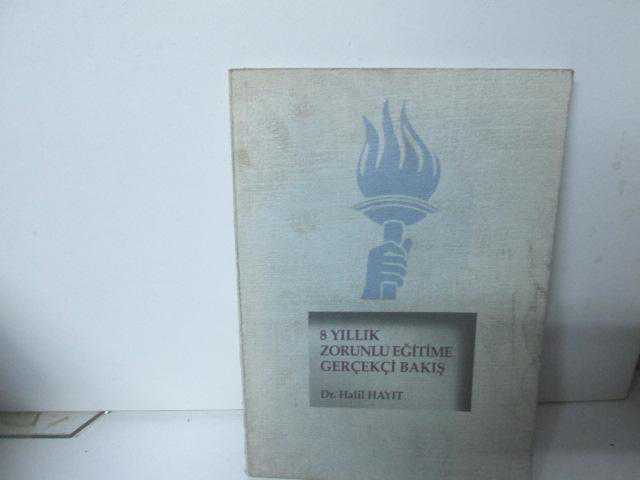 8 YILLIK
ZORUNLU EĞİTİME
GERÇEKÇİ BAKIŞ
Dr. Halil HAYIT